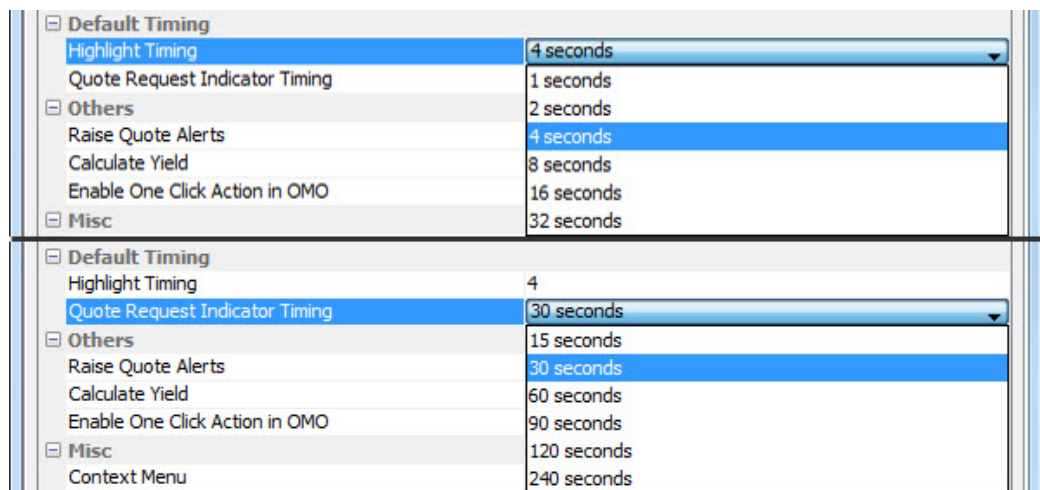 Default Timing
Highlight Timing 4 seconds
Quote Request Indicator Timing 1 seconds
Others 2 seconds
Raise Quote Alerts 4 seconds
Calculate Yield 8 seconds
Enable One Click Action in OMO 16 seconds
Misc 32 seconds
Default Timing
Highlight Timing 4
Quote Request Indicator Timing 30 seconds
Others 15 seconds
Raise Quote Alerts 30 seconds
Calculate Yield 60 seconds
Enable One Click Action in OMO 90 seconds
Misc 120 seconds
Context Menu 240 seconds